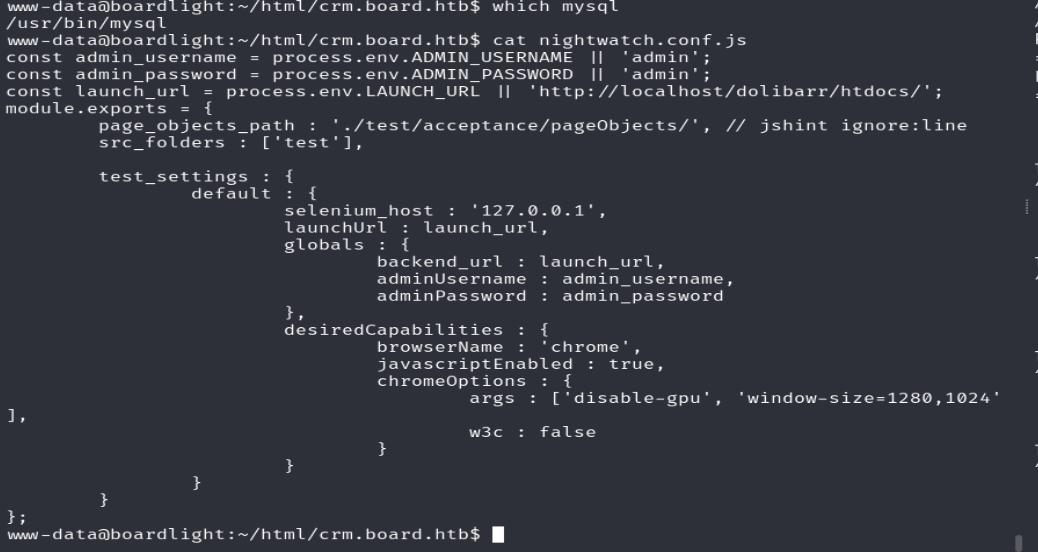 www-data@boardlight:~/html/crm.board.htb$ which mysql
/usr/bin/mysql
www-data@boardlight:~/html/crm.board.htb$ cat nightwatch.conf.js
const admin_username = process.env.ADMIN_USERNAME || 'admin';
const admin_password = process.env.ADMIN_PASSWORD || 'admin';
const launch_url = process.env.LAUNCH_URL || 'http://localhost/dolibarr/htdocs/';
module.exports = {
        page_objects_path : './test/acceptance/pageObjects/', // jshint ignore:line
        src_folders : ['test'],

        test_settings : {
                default : {
                        selenium_host : '127.0.0.1',
                        launchUrl : launch_url,
                        globals : {
                                backend_url : launch_url,
                                adminUsername : admin_username,
                                adminPassword : admin_password
                        },
                        desiredCapabilities : {
                                browserName : 'chrome',
                                javascriptEnabled : true,
                                chromeOptions : {
                                        args : ['disable-gpu', 'window-size=1280,1024'
],
                                        w3c : false
                                }
                        }
                }
        }
};
www-data@boardlight:~/html/crm.board.htb$